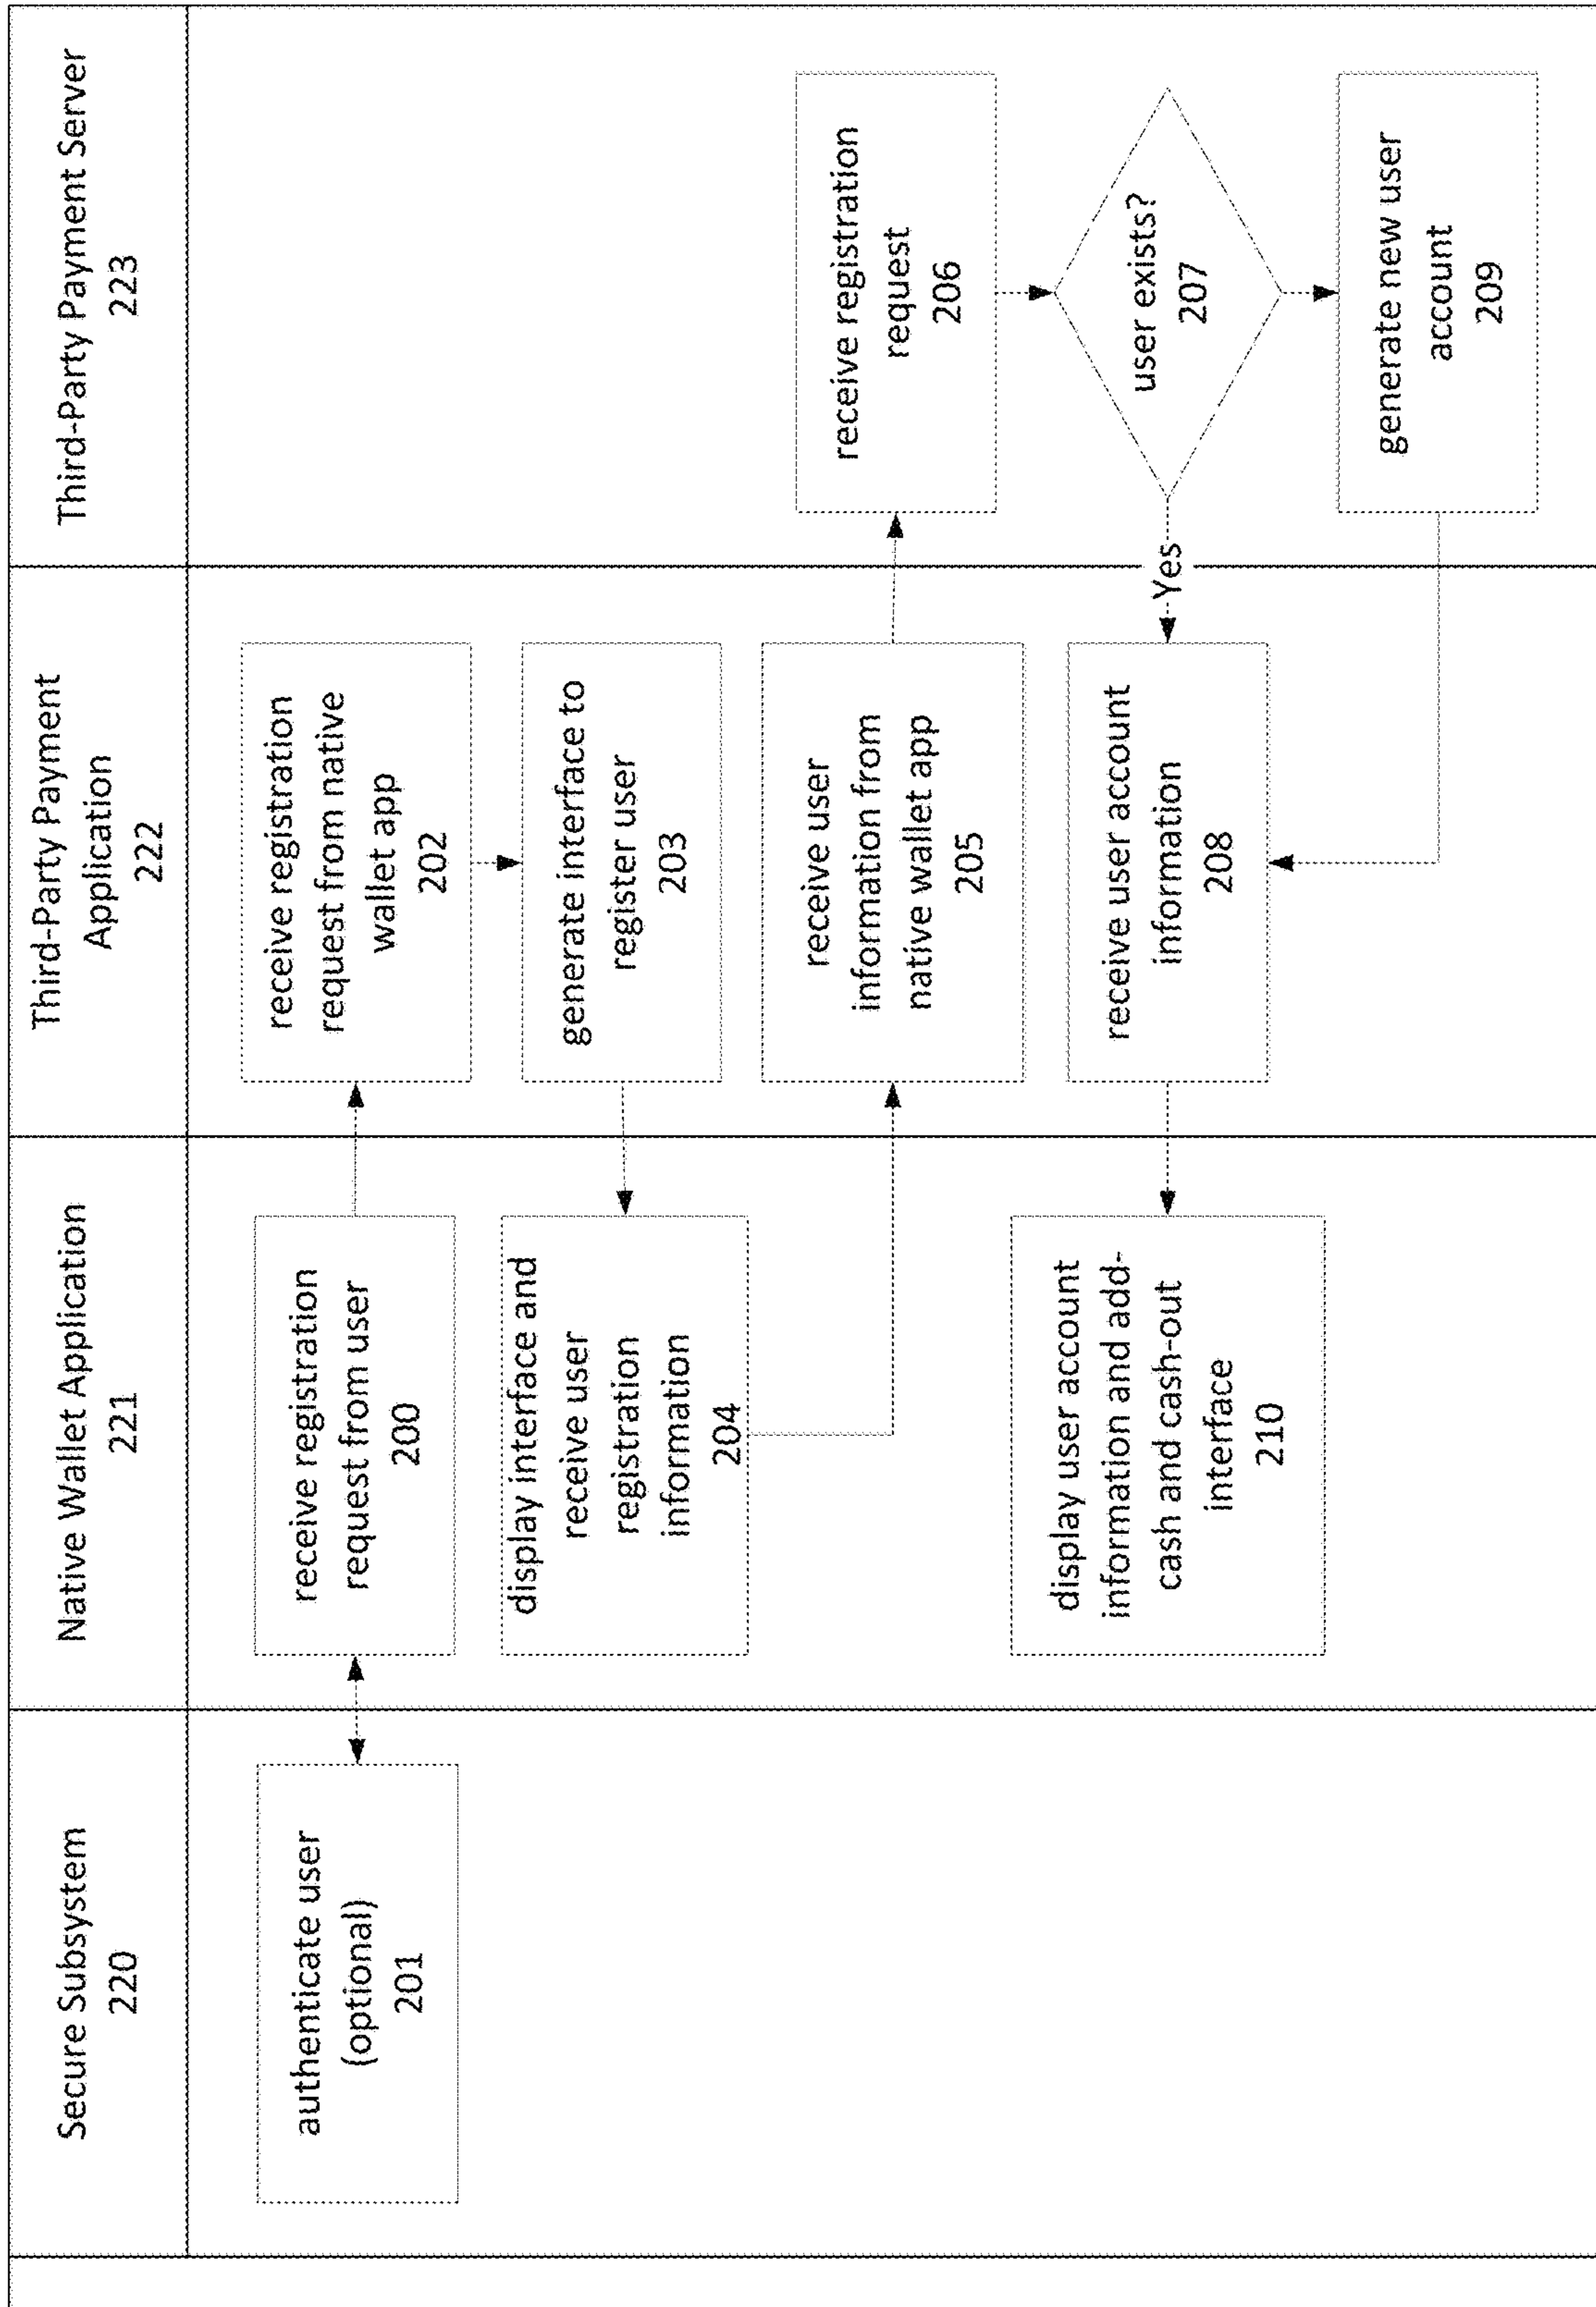 Secure Subsystem
220
Native Wallet Application
221
Third-Party Payment
Application
222
Third-Party Payment Server
223
authenticate user
(optional)
201
receive registration
request from user
200
receive registration
request from native
wallet app
202
display interface and
receive user
registration
information
204
generate interface to
register user
203
receive user
information from
native wallet app
205
receive registration
request
206
user exists?
207
Yes
display user account
information and add-
cash and cash-out
interface
210
receive user account
information
208
generate new user
account
209